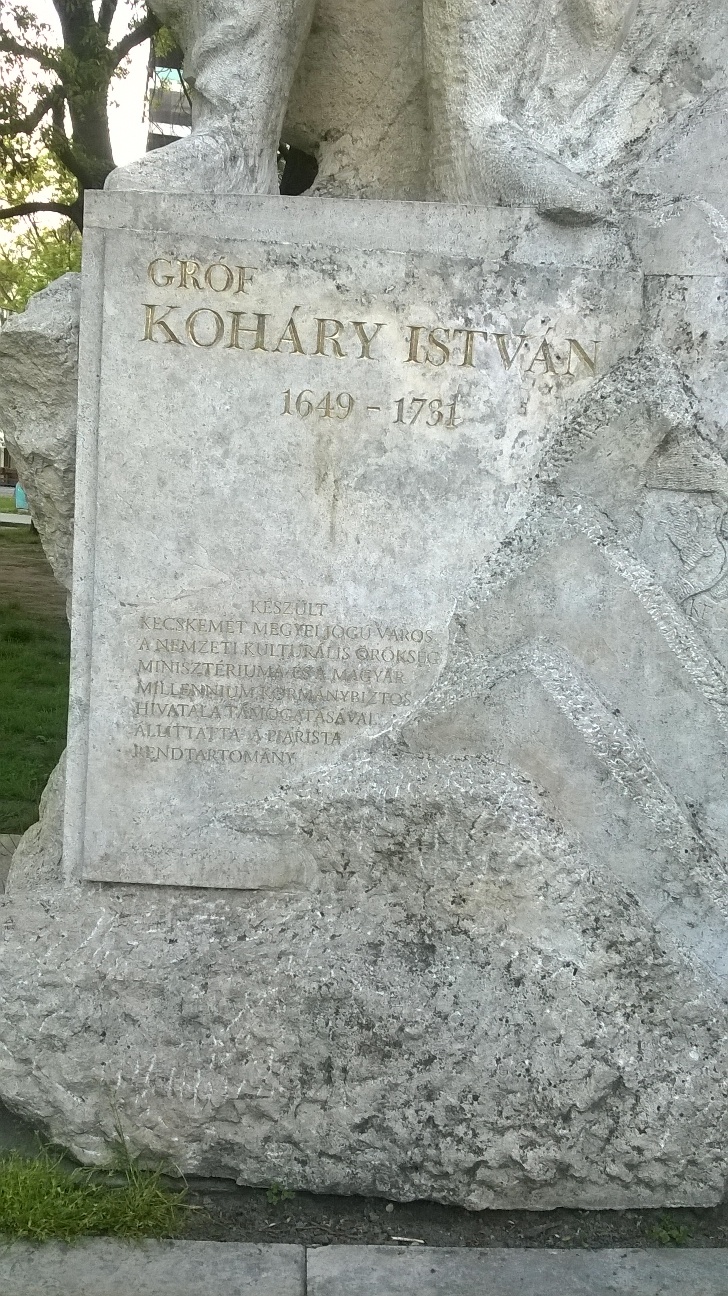 GRÓF
KOHÁRY ISTVÁN
1649 - 1731
KÉSZÜLT
KECSKEMÉT MEGYEI JOGÚ VÁROS
A NEMZETI KULTURÁLIS ÖRÖKSÉG
MINISZTÉRIUMA ÉS A MAGYAR
MILLENNIUM KORMÁNYBIZTOS
HIVATALA TÁMOGATÁSÁVAL
ÁLLÍTTATTA: A PIARISTA
RENDTARTOMÁNY